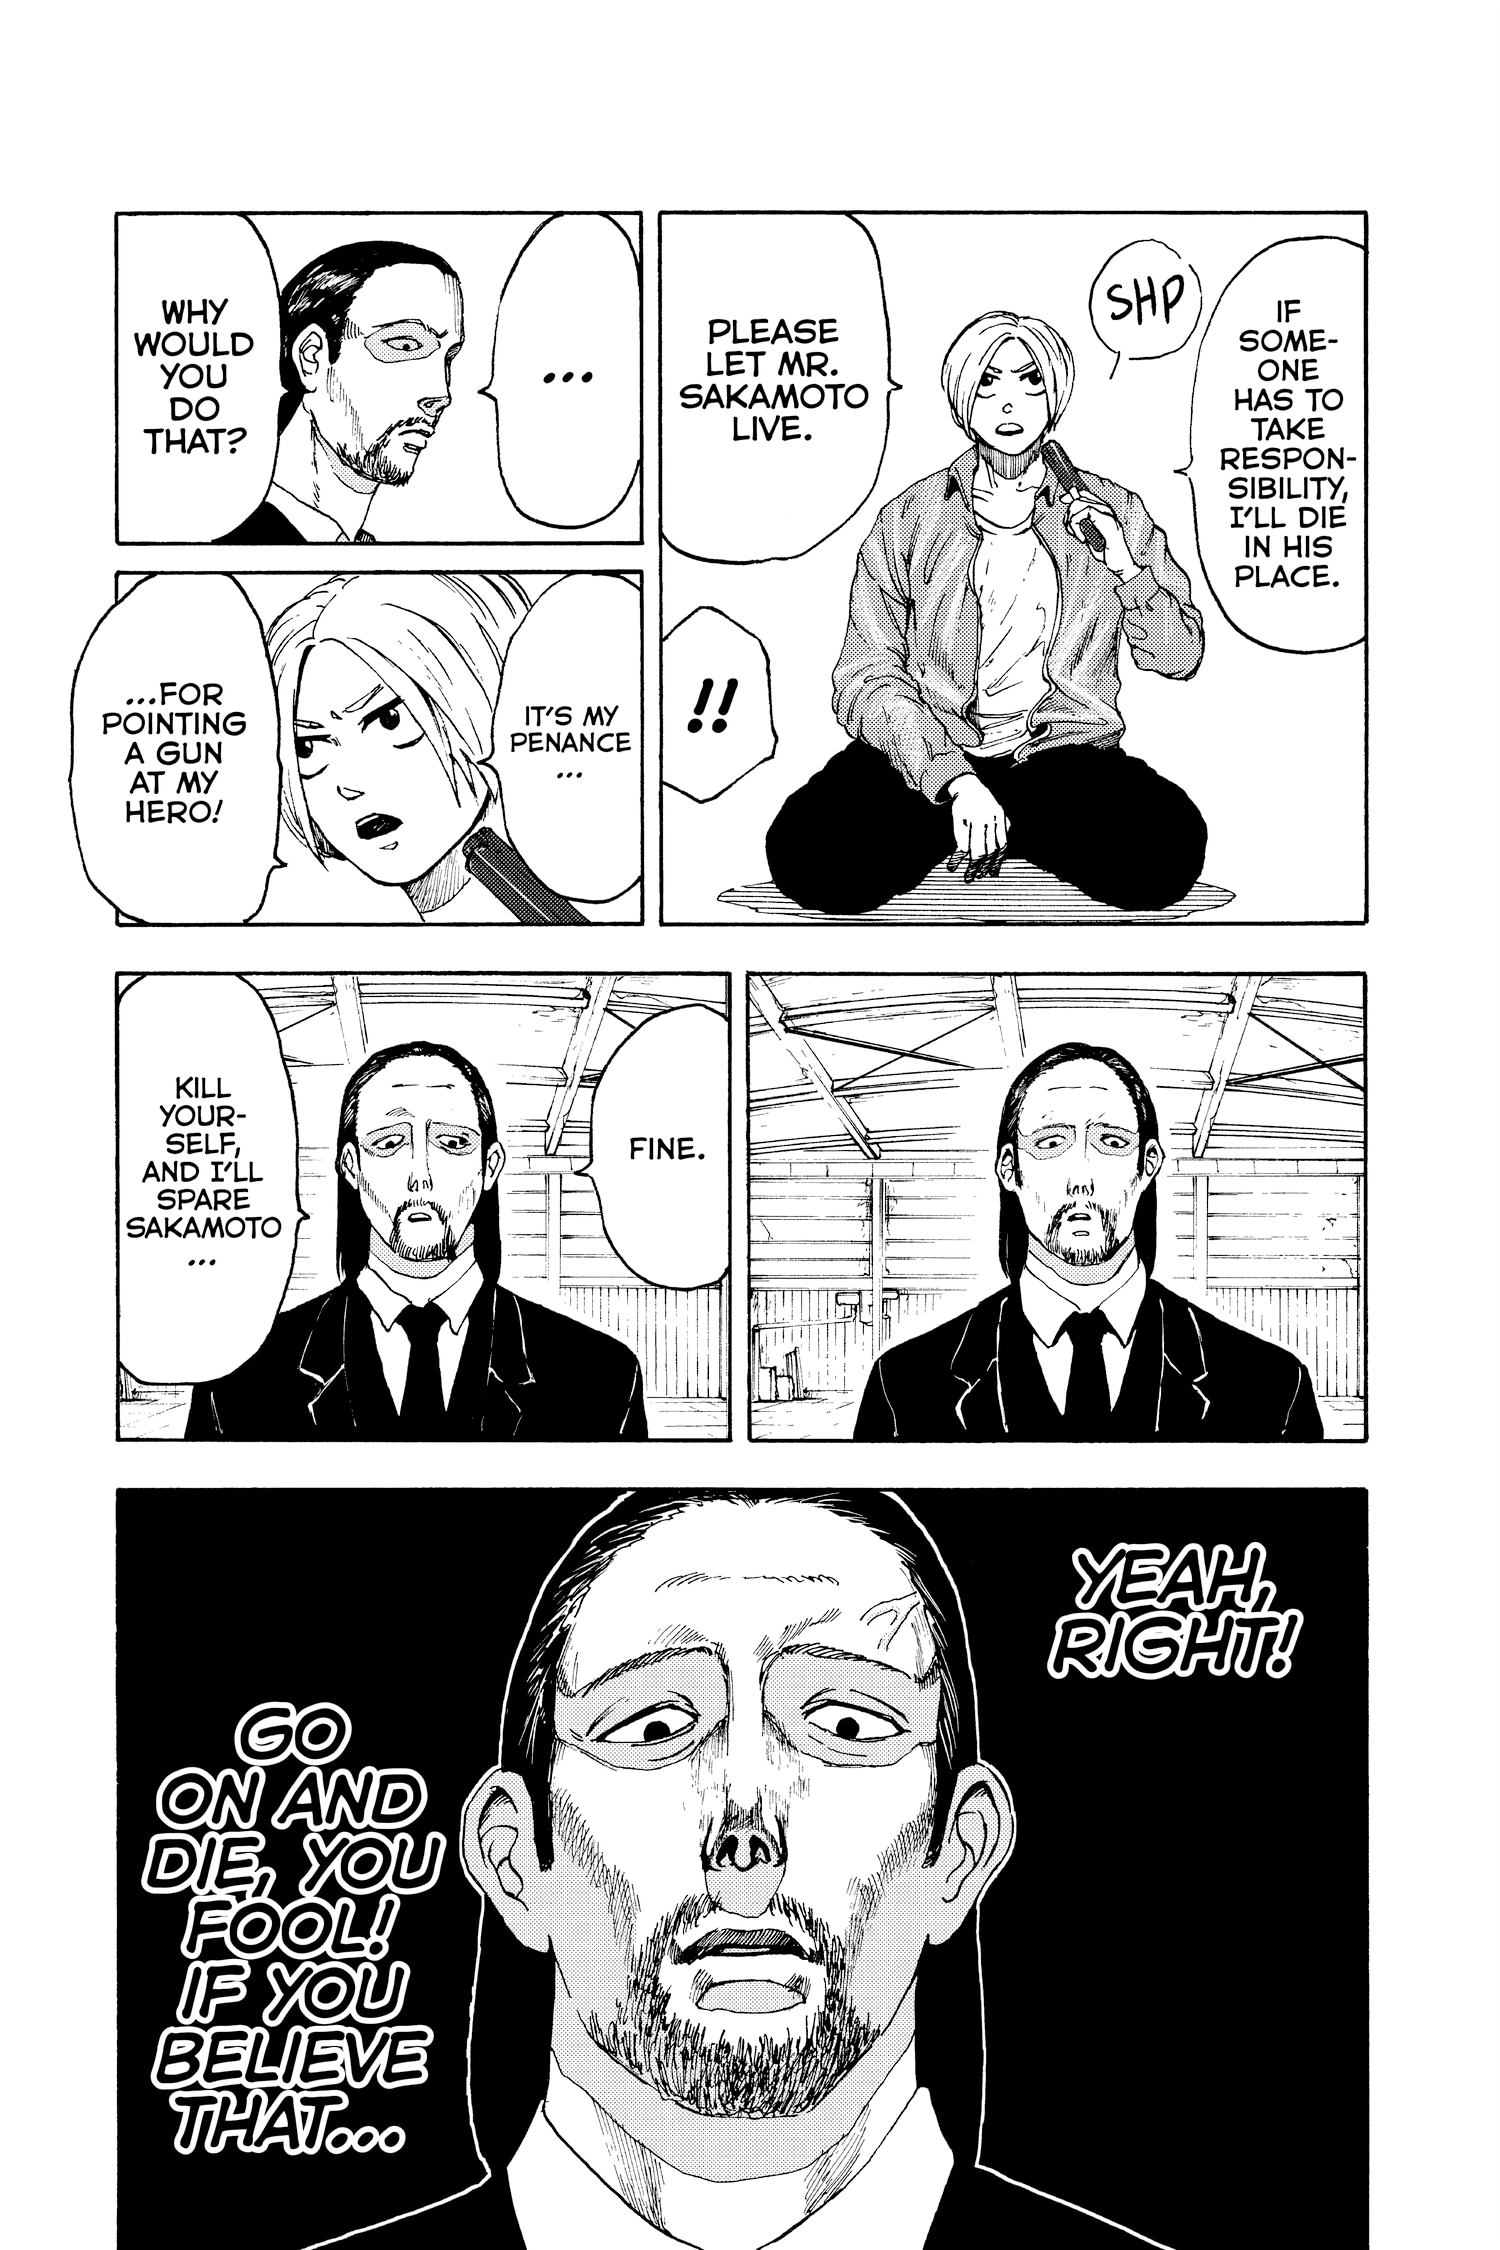 IF
SOME-
ONE
HAS TO
TAKE
RESPON-
SIBILITY,
I'LL DIE
IN HIS
PLACE.
SHP
PLEASE
LET MR.
SAKAMOTO
LIVE.
!!
...
WHY
WOULD
YOU
DO
THAT?
IT'S MY
PENANCE
...
...FOR
POINTING
A GUN
AT MY
HERO!
FINE.
KILL
YOUR-
SELF,
AND I'LL
SPARE
SAKAMOTO
...
YEAH,
RIGHT!
GO
ON AND
DIE, YOU
FOOL!
IF YOU
BELIEVE
THAT...